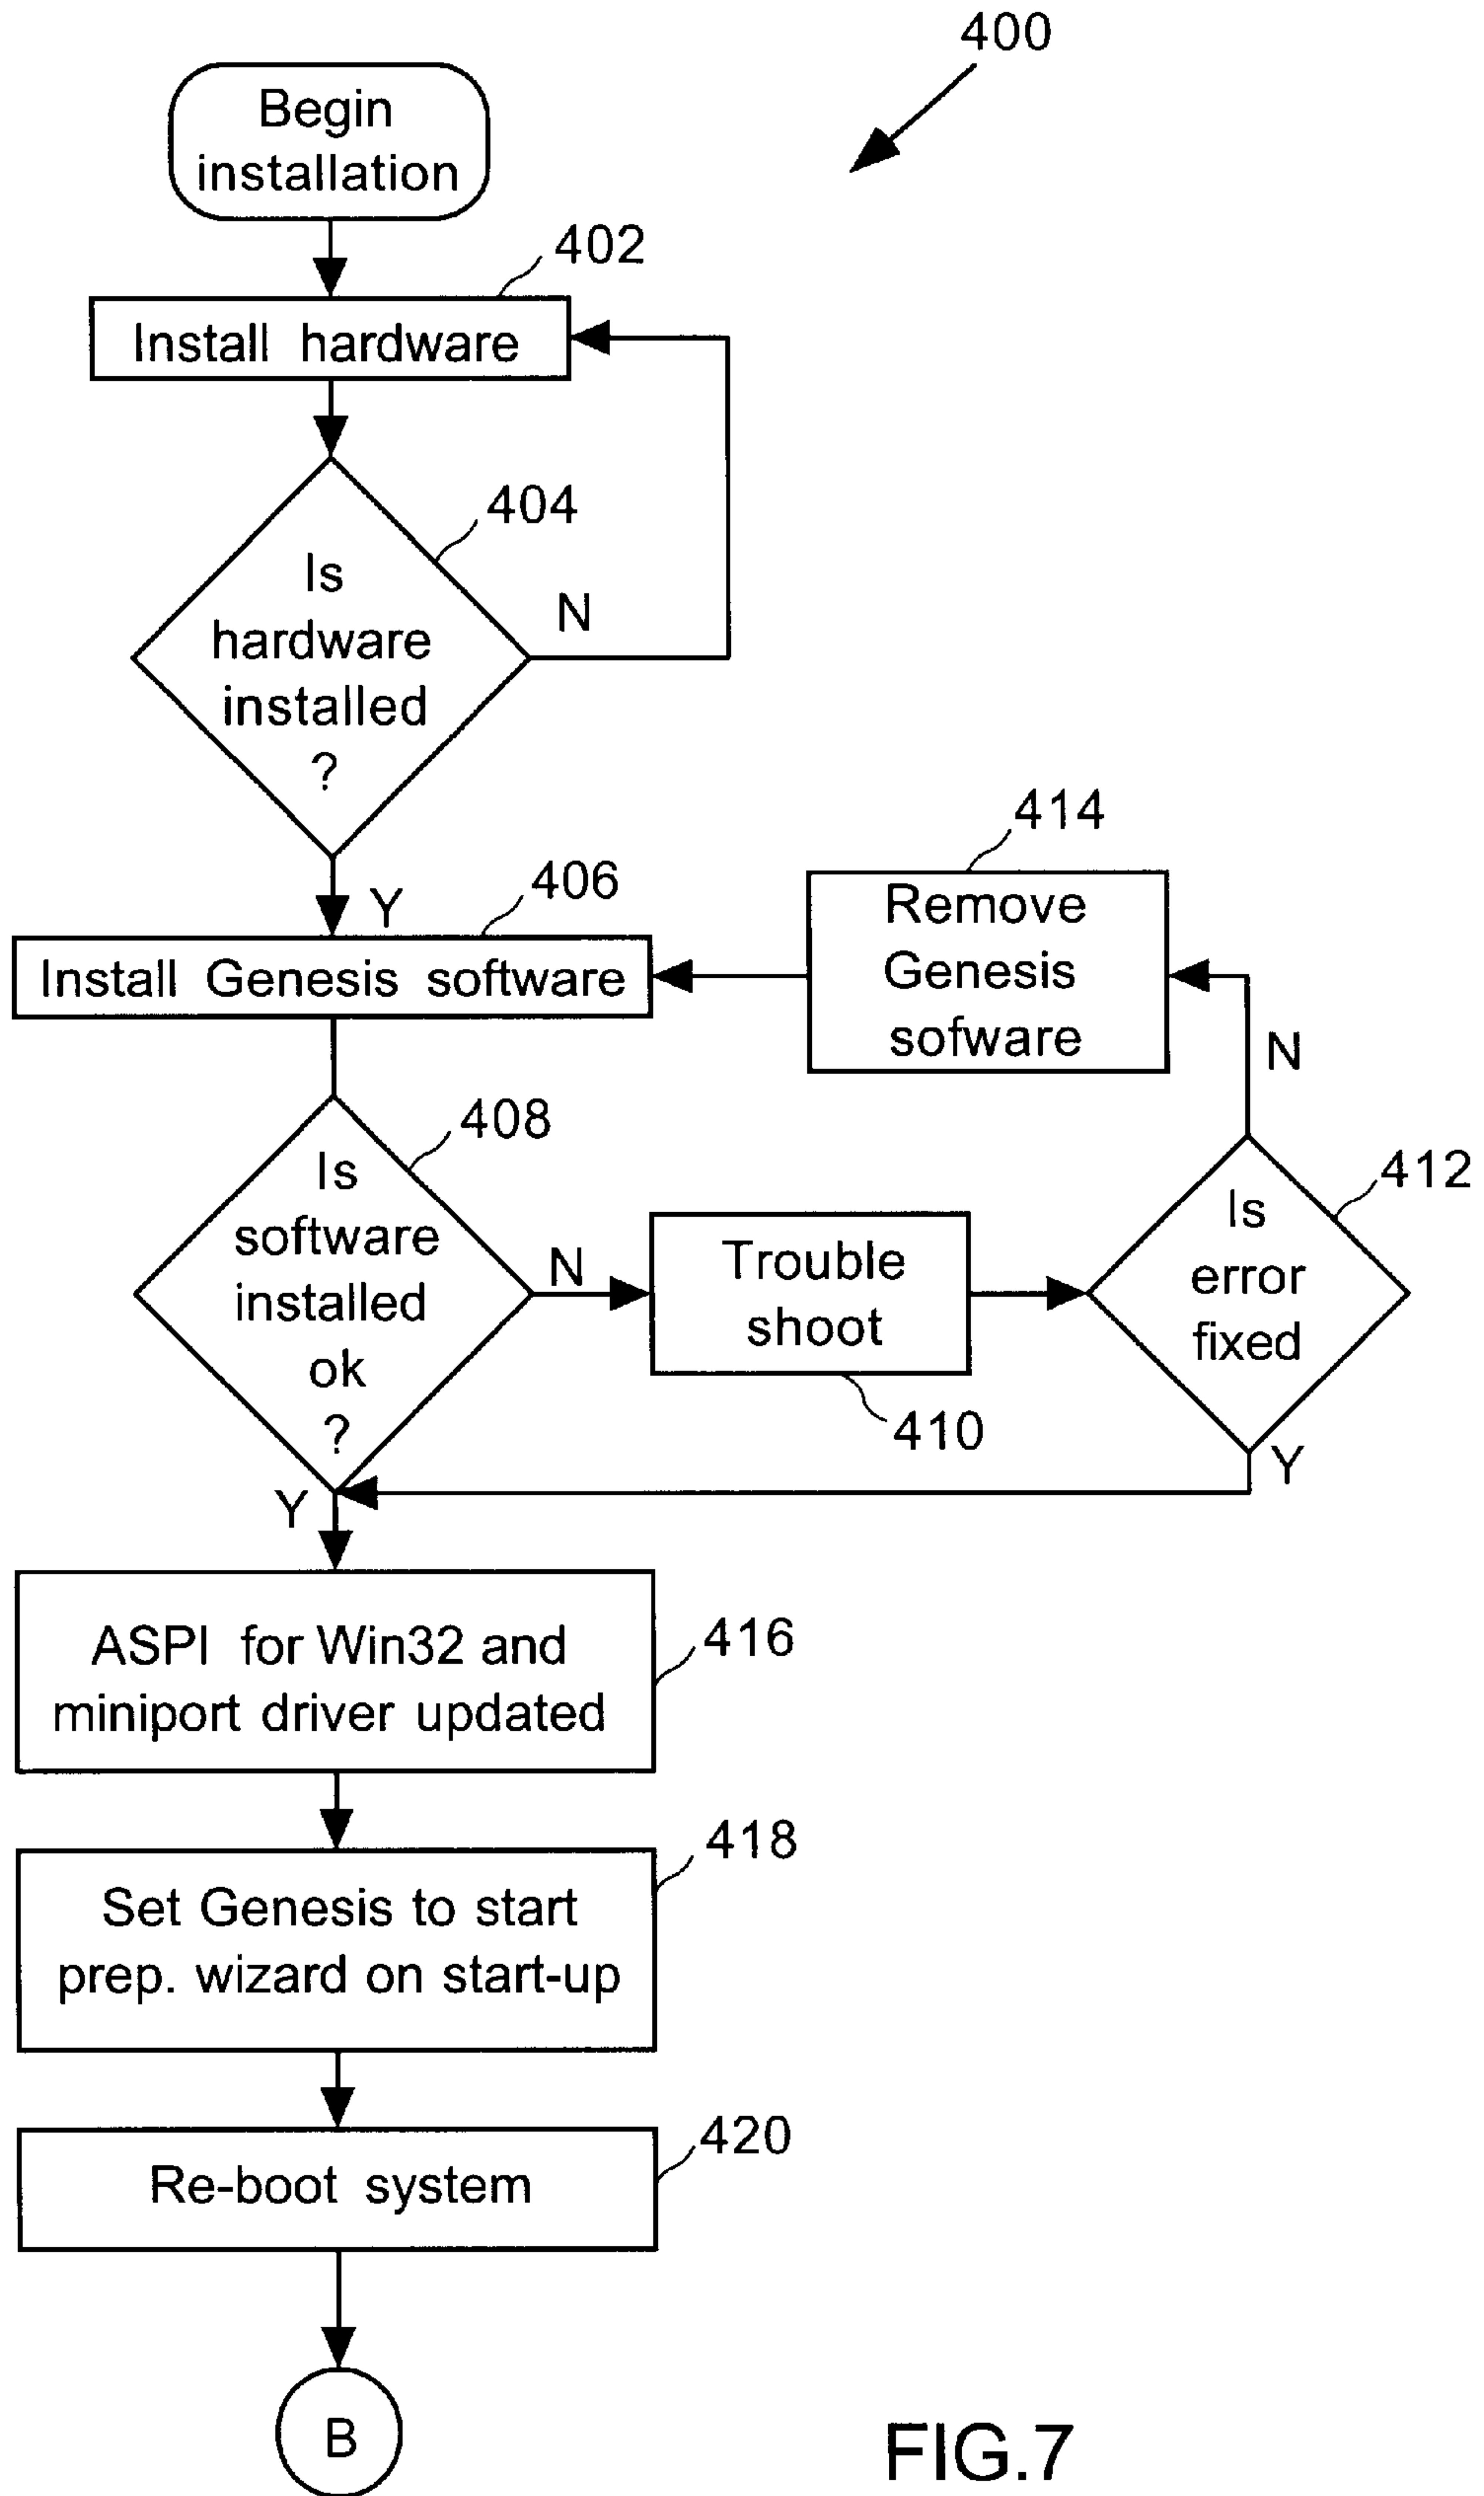 400
Begin
installation
402
Install hardware
404
Is
hardware
installed
?
N
Y
406
Install Genesis software
414
Remove
Genesis
sofware
N
408
Is
software
installed
ok
?
N
Trouble
shoot
410
412
Is
error
fixed
Y
Y
ASPI for Win32 and
miniport driver updated
416
418
Set Genesis to start
prep. wizard on start-up
420
Re-boot system
B
FIG.7